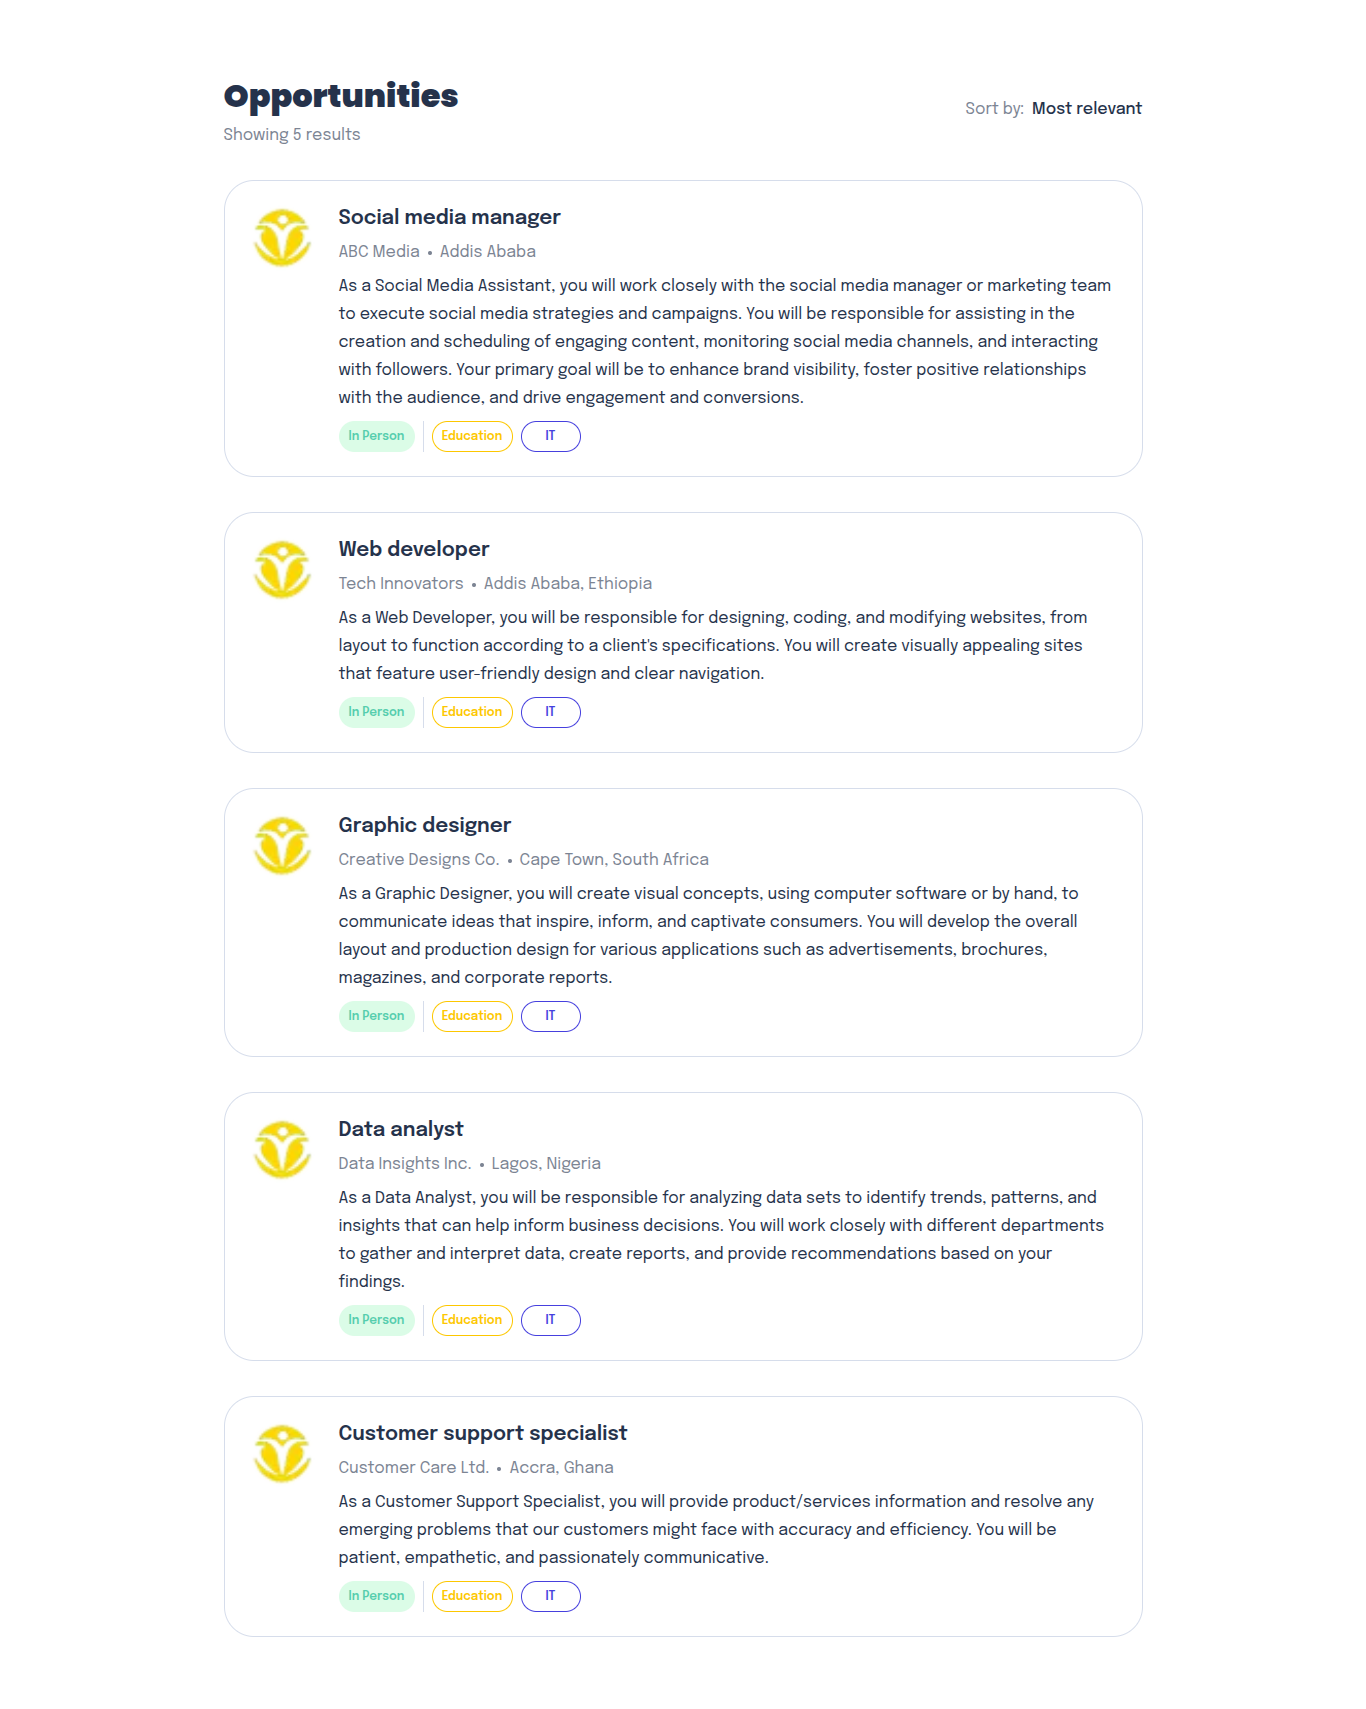 Opportunities
Showing 5 results
Sort by: Most relevant
Social media manager
ABC Media • Addis Ababa
As a Social Media Assistant, you will work closely with the social media manager or marketing team
to execute social media strategies and campaigns. You will be responsible for assisting in the
creation and scheduling of engaging content, monitoring social media channels, and interacting
with followers. Your primary goal will be to enhance brand visibility, foster positive relationships
with the audience, and drive engagement and conversions.
In Person Education IT
Web developer
Tech Innovators • Addis Ababa, Ethiopia
As a Web Developer, you will be responsible for designing, coding, and modifying websites, from
layout to function according to a client's specifications. You will create visually appealing sites
that feature user-friendly design and clear navigation.
In Person Education IT
Graphic designer
Creative Designs Co. • Cape Town, South Africa
As a Graphic Designer, you will create visual concepts, using computer software or by hand, to
communicate ideas that inspire, inform, and captivate consumers. You will develop the overall
layout and production design for various applications such as advertisements, brochures,
magazines, and corporate reports.
In Person Education IT
Data analyst
Data Insights Inc. • Lagos, Nigeria
As a Data Analyst, you will be responsible for analyzing data sets to identify trends, patterns, and
insights that can help inform business decisions. You will work closely with different departments
to gather and interpret data, create reports, and provide recommendations based on your
findings.
In Person Education IT
Customer support specialist
Customer Care Ltd. • Accra, Ghana
As a Customer Support Specialist, you will provide product/services information and resolve any
emerging problems that our customers might face with accuracy and efficiency. You will be
patient, empathetic, and passionately communicative.
In Person Education IT